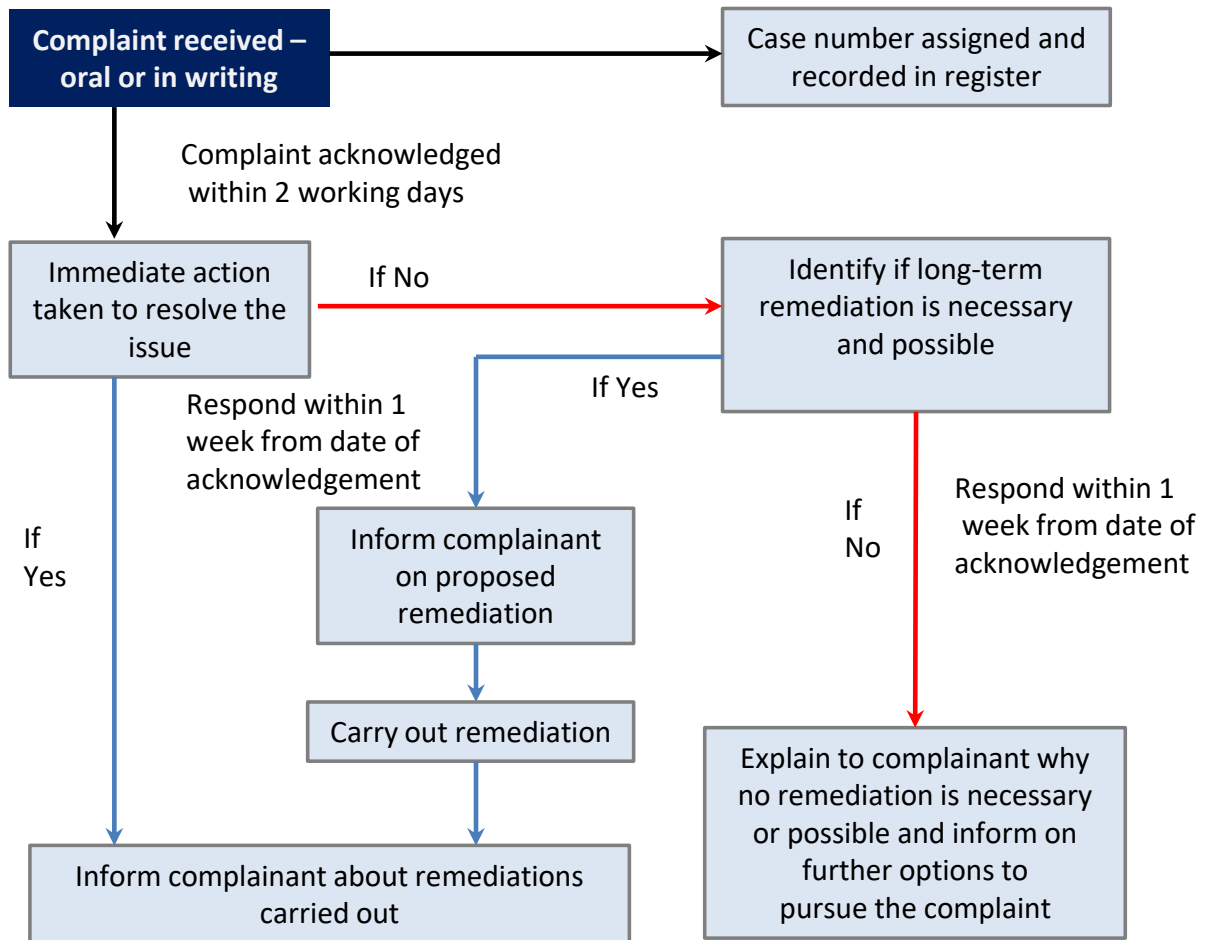 Complaint received –
oral or in writing
Case number assigned and
recorded in register
Complaint acknowledged
within 2 working days
Immediate action
taken to resolve the
issue
If No
Identify if long-term
remediation is necessary
and possible
If Yes
Respond within 1
week from date of
acknowledgement
If
Yes
Inform complainant
on proposed
remediation
If
No
Respond within 1
week from date of
acknowledgement
Carry out remediation
Explain to complainant why
no remediation is necessary
or possible and inform on
further options to
pursue the complaint
Inform complainant about remediations
carried out